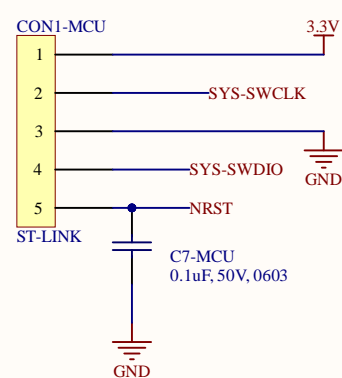 CON1-MCU
3.3V
1
2
SYS-SWCLK
3
GND
4
SYS-SWDIO
5
NRST
ST-LINK
C7-MCU
0.1uF, 50V, 0603
GND